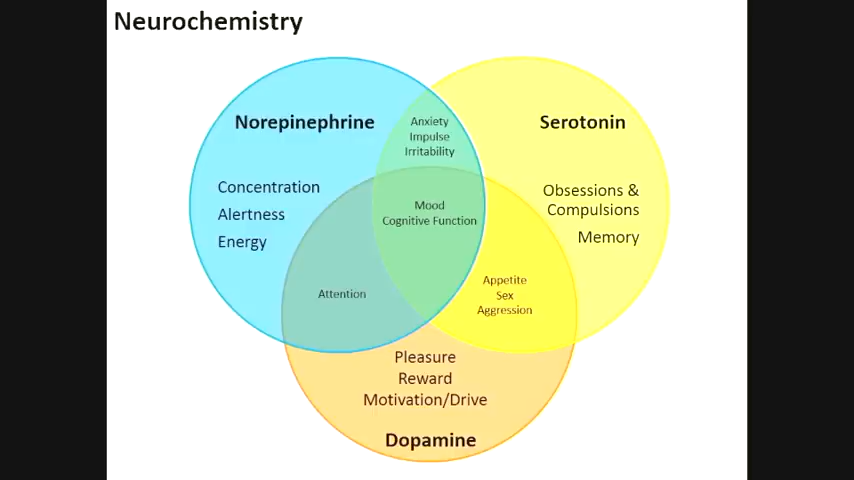 Neurochemistry
Norepinephrine
Concentration
Alertness
Energy
Anxiety
Impulse
Irritability
Serotonin
Obsessions &
Compulsions
Memory
Mood
Cognitive Function
Attention
Appetite
Sex
Aggression
Pleasure
Reward
Motivation/Drive
Dopamine